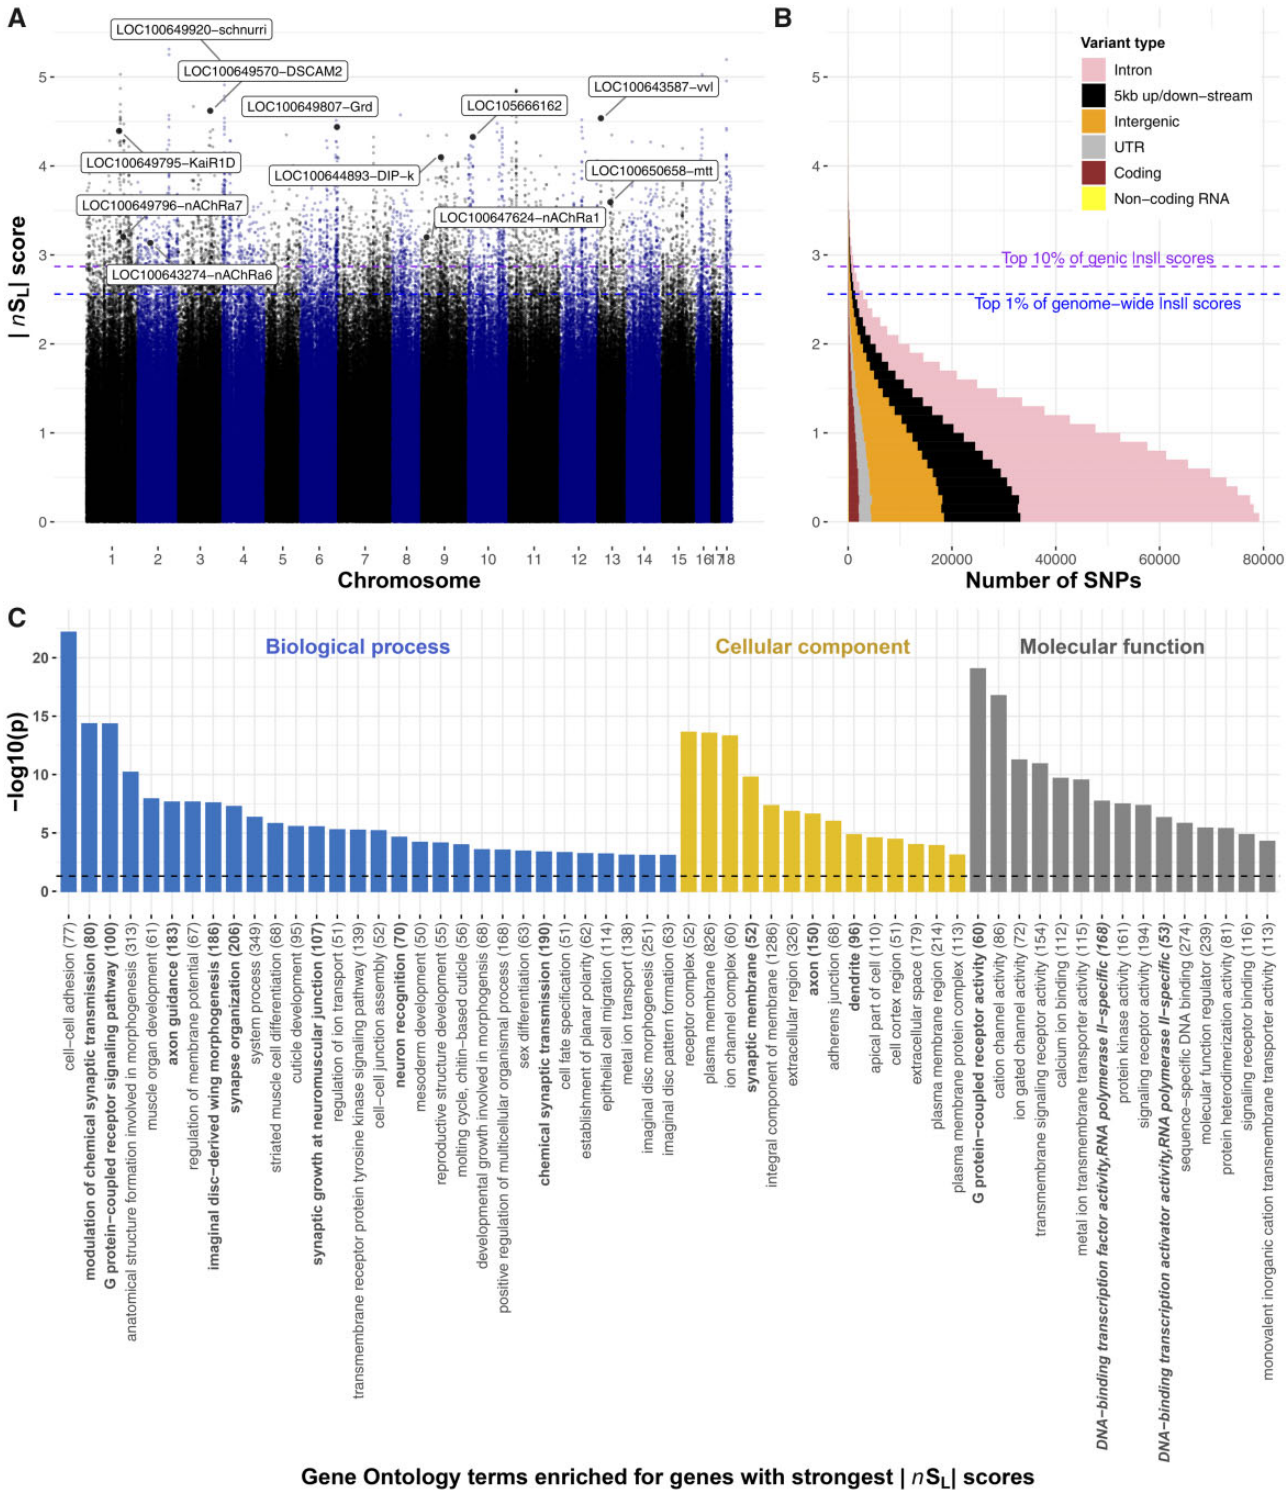 A
LOC100649920−schnurri
LOC100649570−DSCAM2
LOC100649807−Grd
LOC105666162
LOC100643587−vvl
LOC100649795−KaiR1D
LOC100644893−DIP−k
LOC100650658−mtt
LOC100649796−nAChRa7
LOC100647624−nAChRa1
LOC100643274−nAChRa6
| nSL| score
5
4
3
2
1
0
1 2 3 4 5 6 7 8 9 10 11 12 13 14 15 16 17 18
Chromosome
B
Variant type
Intron
5kb up/down−stream
Intergenic
UTR
Coding
Non−coding RNA
Top 10% of genic lnsll scores
Top 1% of genome−wide lnsll scores
5
4
3
2
1
0
0 20000 40000 60000 80000
Number of SNPs
C
Biological process
Cellular component
Molecular function
−log10(p)
20
15
10
5
0
cell−cell adhesion (77)
modulation of chemical synaptic transmission (80)
G protein−coupled receptor signaling pathway (100)
anatomical structure formation involved in morphogenesis (313)
muscle organ development (61)
axon guidance (183)
regulation of membrane potential (67)
imaginal disc−derived wing morphogenesis (186)
synapse organization (206)
system process (349)
striated muscle cell differentiation (68)
cuticle development (95)
synaptic growth at neuromuscular junction (107)
regulation of ion transport (51)
transmembrane receptor protein tyrosine kinase signaling pathway (139)
cell−cell junction assembly (52)
neuron recognition (70)
mesoderm development (50)
reproductive structure development (55)
molting cycle, chitin−based cuticle (56)
developmental growth involved in morphogenesis (68)
positive regulation of multicellular organismal process (168)
sex differentiation (63)
chemical synaptic transmission (190)
cell fate specification (51)
establishment of planar polarity (62)
epithelial cell migration (114)
metal ion transport (138)
imaginal disc morphogenesis (251)
imaginal disc pattern formation (63)
receptor complex (52)
plasma membrane (826)
ion channel complex (60)
synaptic membrane (52)
integral component of membrane (1286)
extracellular region (326)
axon (150)
adherens junction (68)
dendrite (96)
apical part of cell (110)
cell cortex region (51)
extracellular space (179)
plasma membrane region (214)
plasma membrane protein complex (113)
G protein−coupled receptor activity (60)
cation channel activity (86)
ion gated channel activity (72)
transmembrane signaling receptor activity (154)
calcium ion binding (112)
metal ion transmembrane transporter activity (115)
DNA−binding transcription factor activity,RNA polymerase II−specific (168)
protein kinase activity (161)
signaling receptor activity (194)
DNA−binding transcription activator activity,RNA polymerase II−specific (53)
sequence−specific DNA binding (274)
molecular function regulator (239)
protein heterodimerization activity (81)
signaling receptor binding (116)
monovalent inorganic cation transmembrane transporter activity (113)
Gene Ontology terms enriched for genes with strongest | nSL| scores